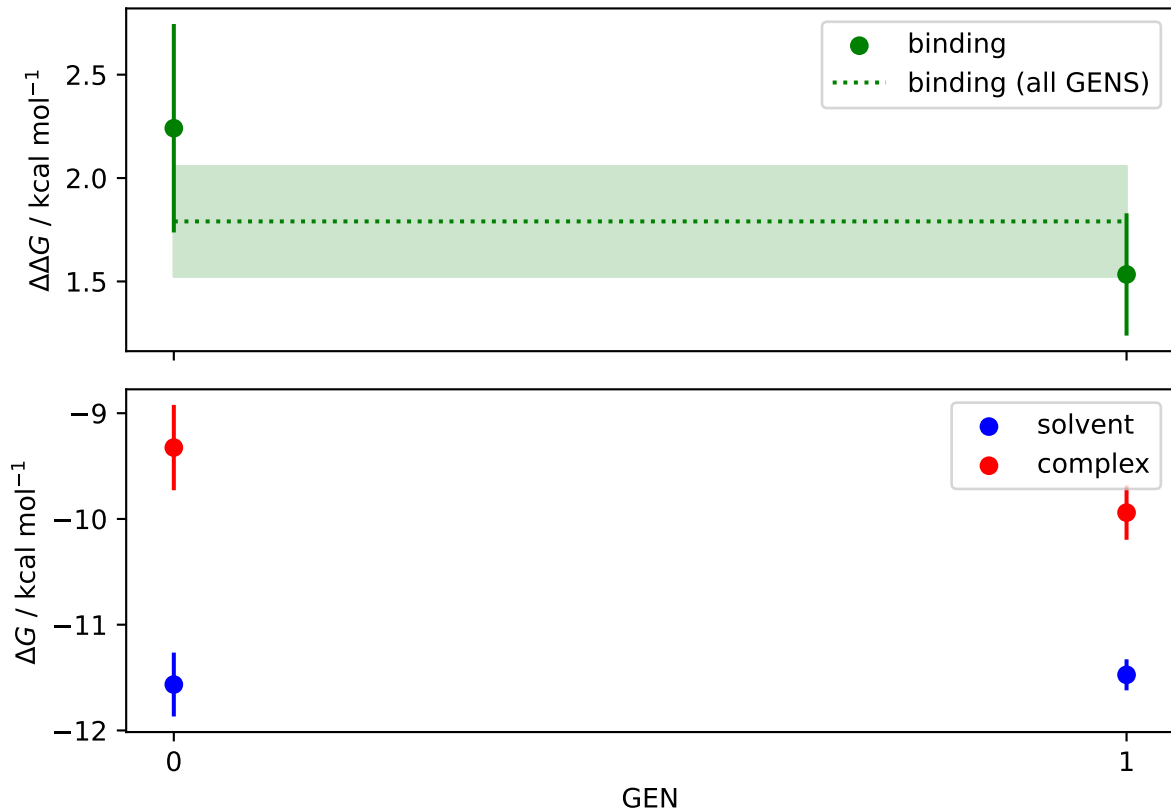 ΔΔG / kcal mol⁻¹
2.5
2.0
1.5
binding
binding (all GENS)
ΔG / kcal mol⁻¹
−9
−10
−11
−12
solvent
complex
0
1
GEN